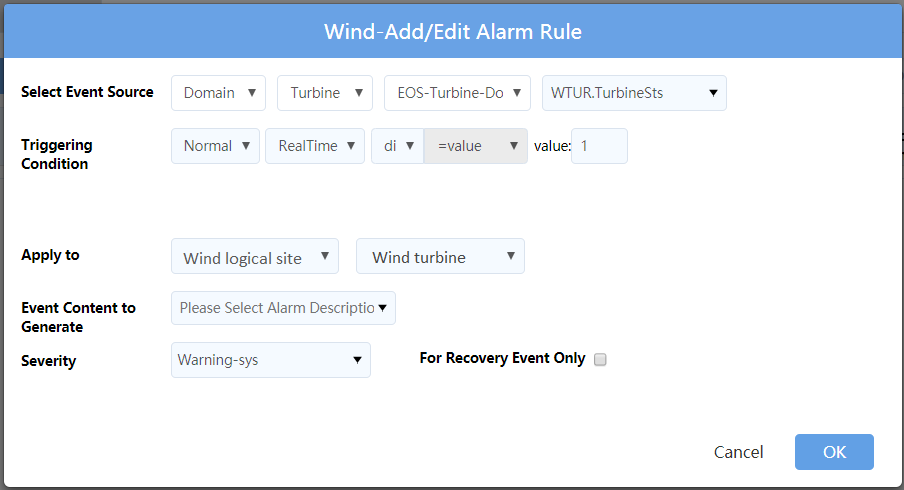 Wind-Add/Edit Alarm Rule
Select Event Source Domain Turbine EOS-Turbine-Do WTUR.TurbineSts
Triggering Condition Normal RealTime di =value value: 1
Apply to Wind logical site Wind turbine
Event Content to Generate Please Select Alarm Descriptio
Severity Warning-sys For Recovery Event Only
Cancel OK